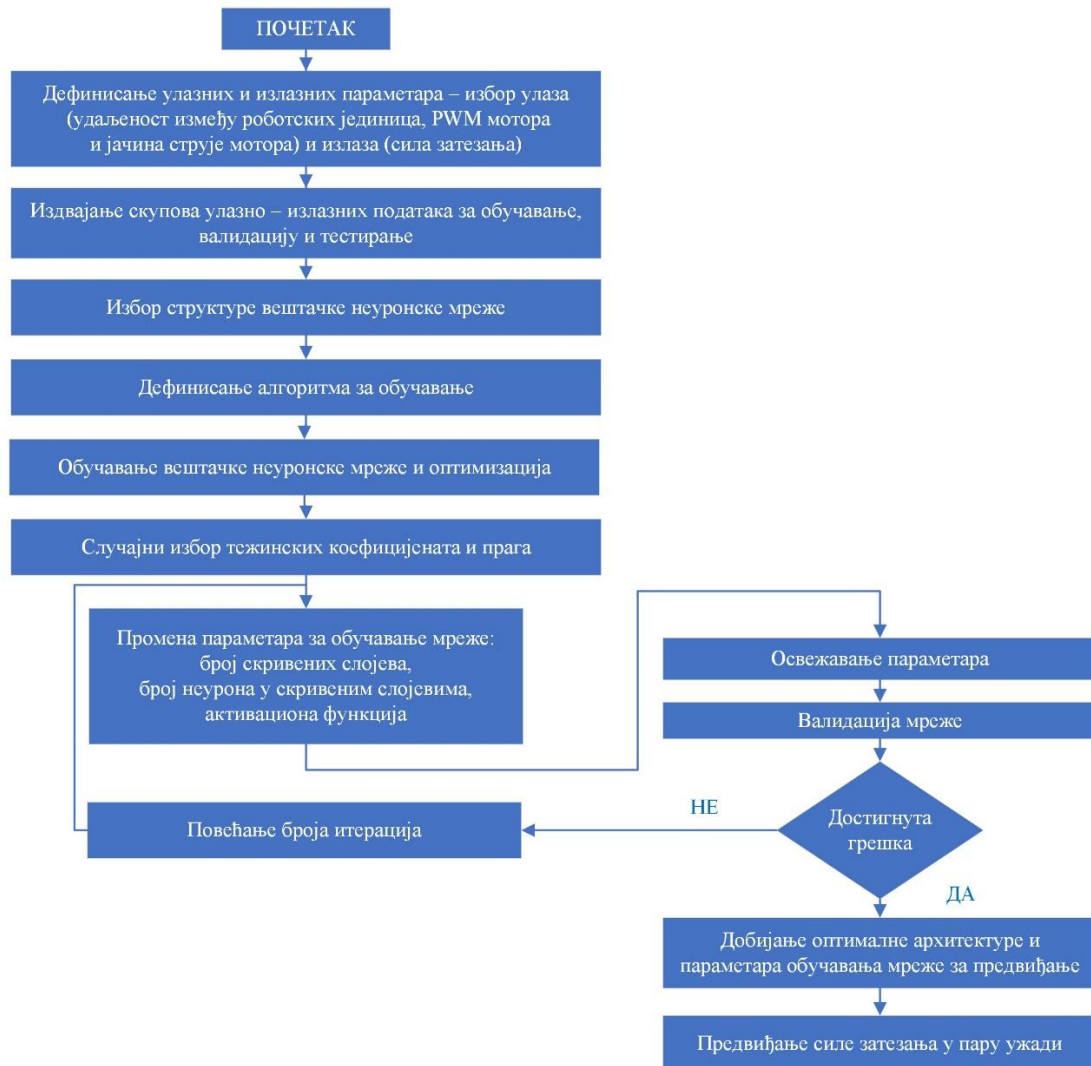 ПОЧЕТАК
Дефинисање улазних и излазних параметара – избор улаза
(удаљеност између роботских јединица, PWM мотора
и јачина струје мотора) и излаза (сила затезања)
Издвајање скупова улазно – излазних података за обучавање,
валидацију и тестирање
Избор структуре вештачке неуронске мреже
Дефинисање алгоритма за обучавање
Обучавање вештачке неуронске мреже и оптимизација
Случајни избор тежинских коефицијената и прага
Промена параметара за обучавање мреже:
број скривених слојева,
број неурона у скривеним слојевима,
активациона функција
Освежавање параметара
Валидација мреже
Достигнута
грешка
НЕ
Повећање броја итерација
ДА
Добијање оптималне архитектуре и
параметара обучавања мреже за предвиђање
Предвиђање силе затезања у пару ужади